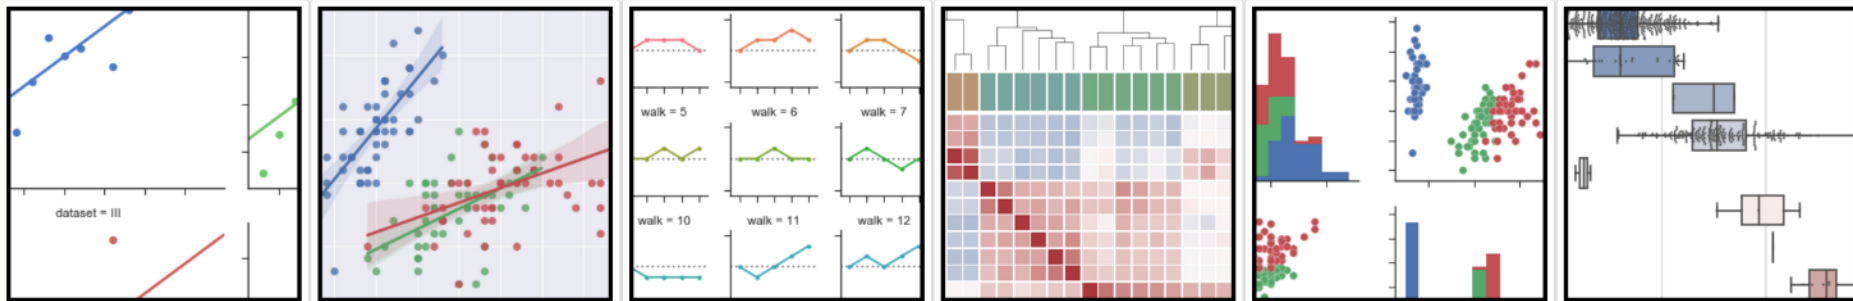 walk = 5 walk = 6 walk = 7
dataset = III
walk = 10 walk = 11 walk = 12